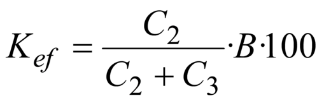 K_ef = C_2 / (C_2 + C_3) · B · 100